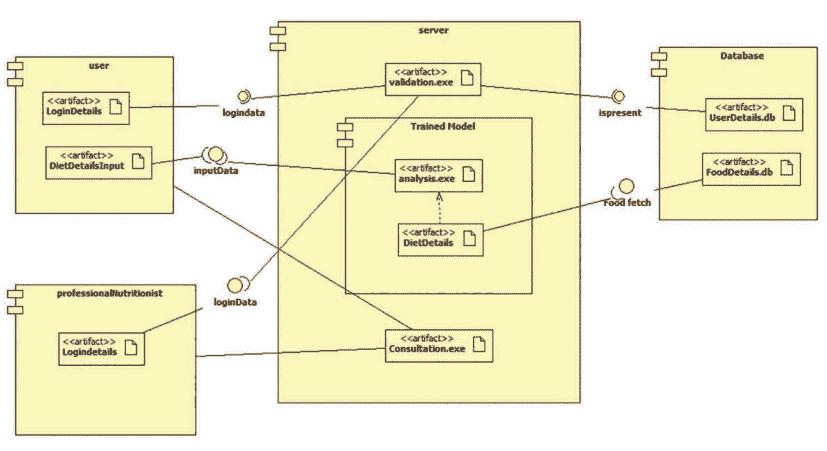 server
user
Database
<<artifact>>
validation.exe
<<artifact>>
LoginDetails
logindata
ispresent
<<artifact>>
UserDetails.db
Trained Model
<<artifact>>
DietDetailsInput
inputData
<<artifact>>
analysis.exe
<<artifact>>
FoodDetails.db
Food fetch
<<artifact>>
DietDetails
professionalNutritionist
loginData
<<artifact>>
Logindetails
<<artifact>>
Consultation.exe